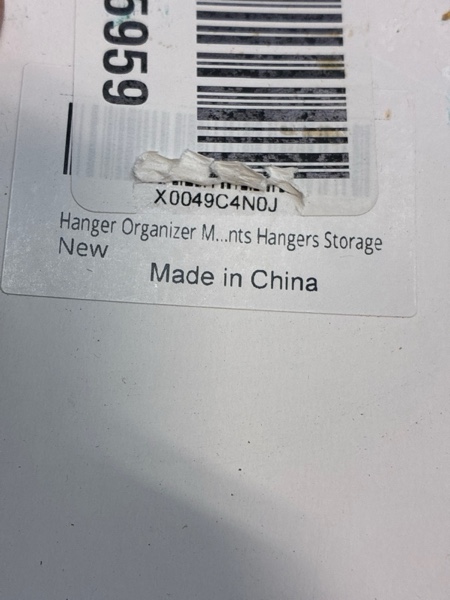 5959
X0049C4N0J
Hanger Organizer M...nts Hangers Storage
New
Made in China